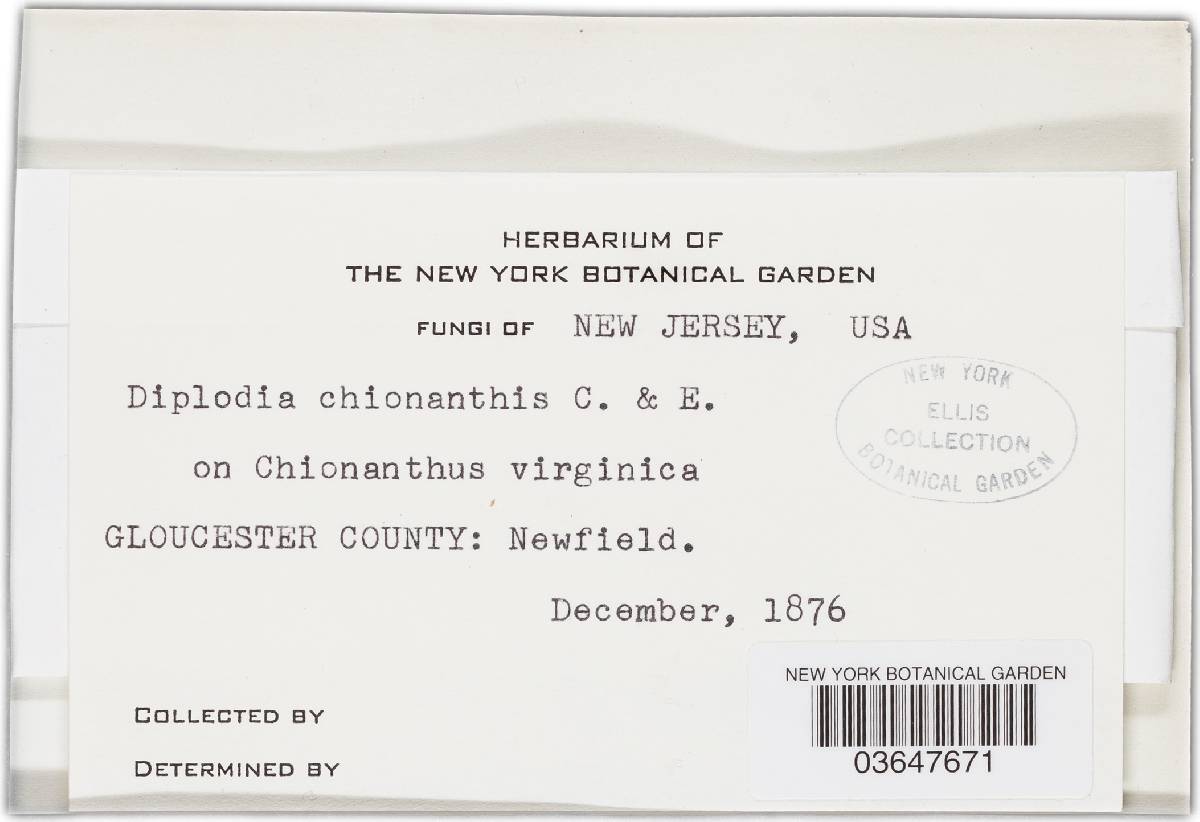 HERBARIUM OF
THE NEW YORK BOTANICAL GARDEN
FUNGI OF NEW JERSEY, USA
Diplodia chionanthis C. & E.
on Chionanthus virginica
GLOUCESTER COUNTY: Newfield.
December, 1876
NEW YORK
ELLIS
COLLECTION
BOTANICAL GARDEN
COLLECTED BY
DETERMINED BY
NEW YORK BOTANICAL GARDEN
03647671